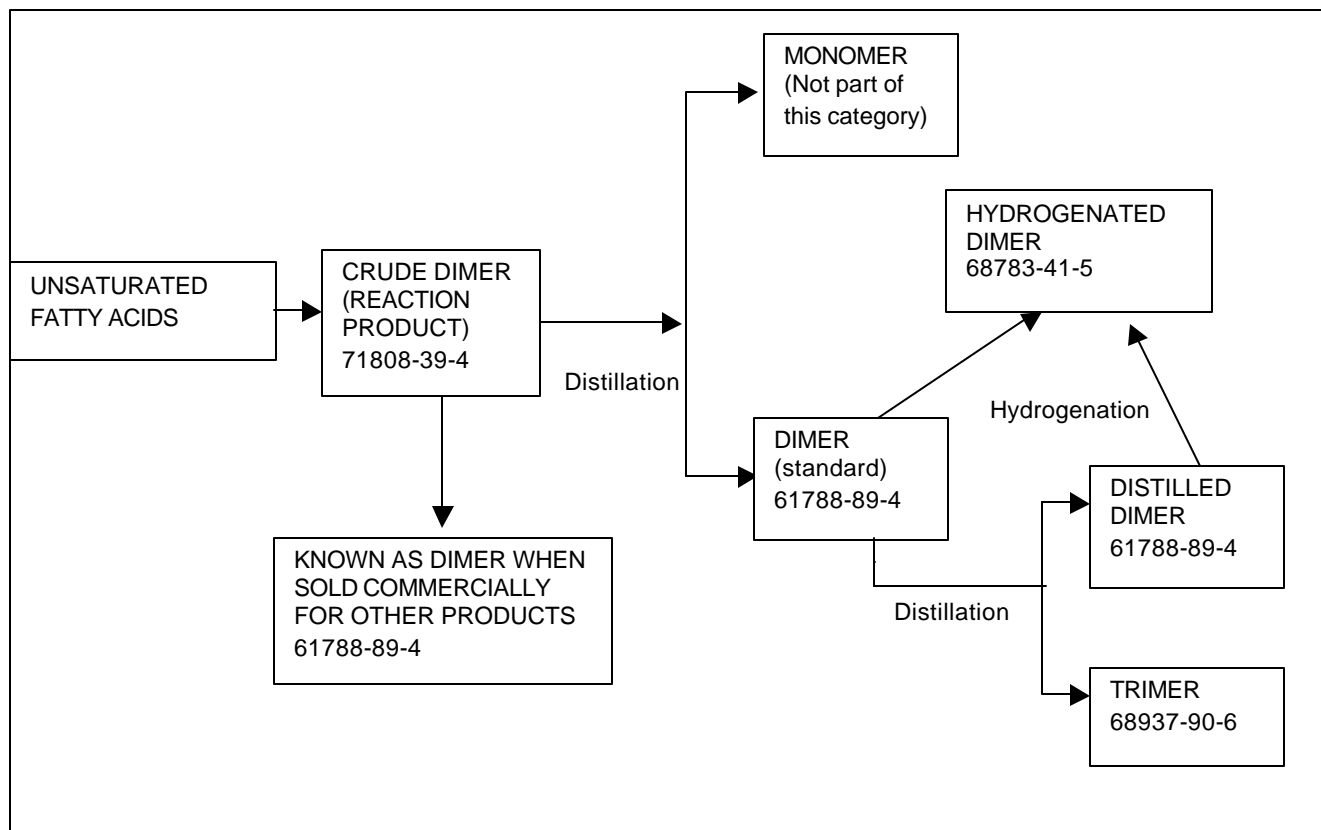 MONOMER
(Not part of
this category)
HYDROGENATED
DIMER
68783-41-5
UNSATURATED
FATTY ACIDS
CRUDE DIMER
(REACTION
PRODUCT)
71808-39-4
Distillation
Hydrogenation
DIMER
(standard)
61788-89-4
DISTILLED
DIMER
61788-89-4
KNOWN AS DIMER WHEN
SOLD COMMERCIALLY
FOR OTHER PRODUCTS
61788-89-4
Distillation
TRIMER
68937-90-6